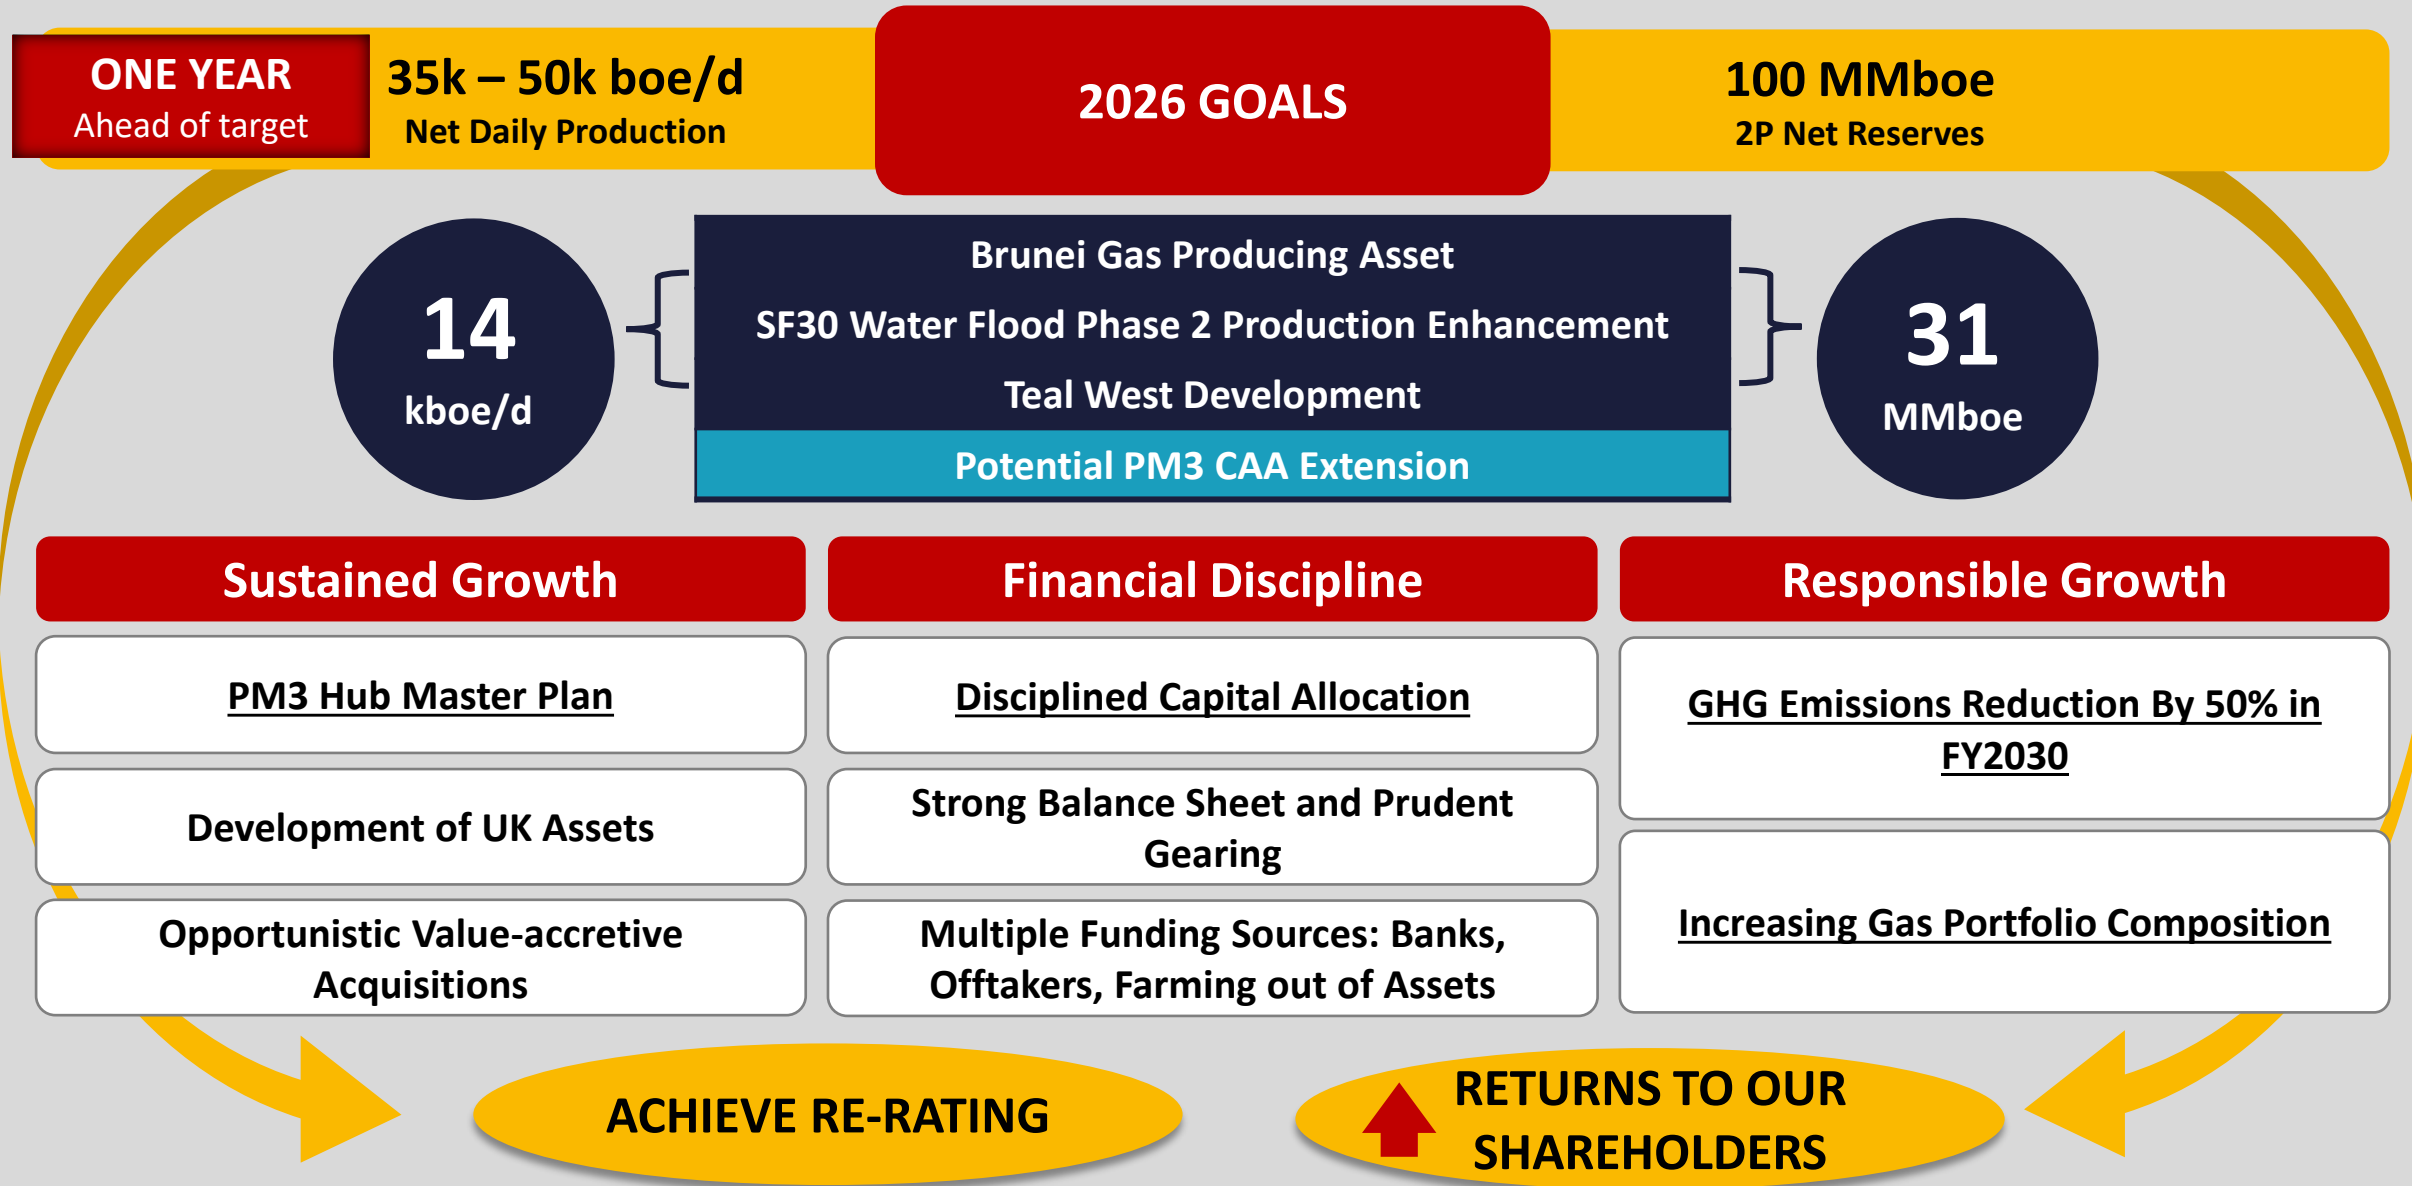 ONE YEAR
Ahead of target
35k – 50k boe/d
Net Daily Production
2026 GOALS
100 MMboe
2P Net Reserves
14
kboe/d
Brunei Gas Producing Asset
SF30 Water Flood Phase 2 Production Enhancement
Teal West Development
Potential PM3 CAA Extension
31
MMboe
Sustained Growth
PM3 Hub Master Plan
Development of UK Assets
Opportunistic Value-accretive
Acquisitions
Financial Discipline
Disciplined Capital Allocation
Strong Balance Sheet and Prudent
Gearing
Multiple Funding Sources: Banks,
Offtakers, Farming out of Assets
Responsible Growth
GHG Emissions Reduction By 50% in
FY2030
Increasing Gas Portfolio Composition
ACHIEVE RE-RATING
RETURNS TO OUR
SHAREHOLDERS